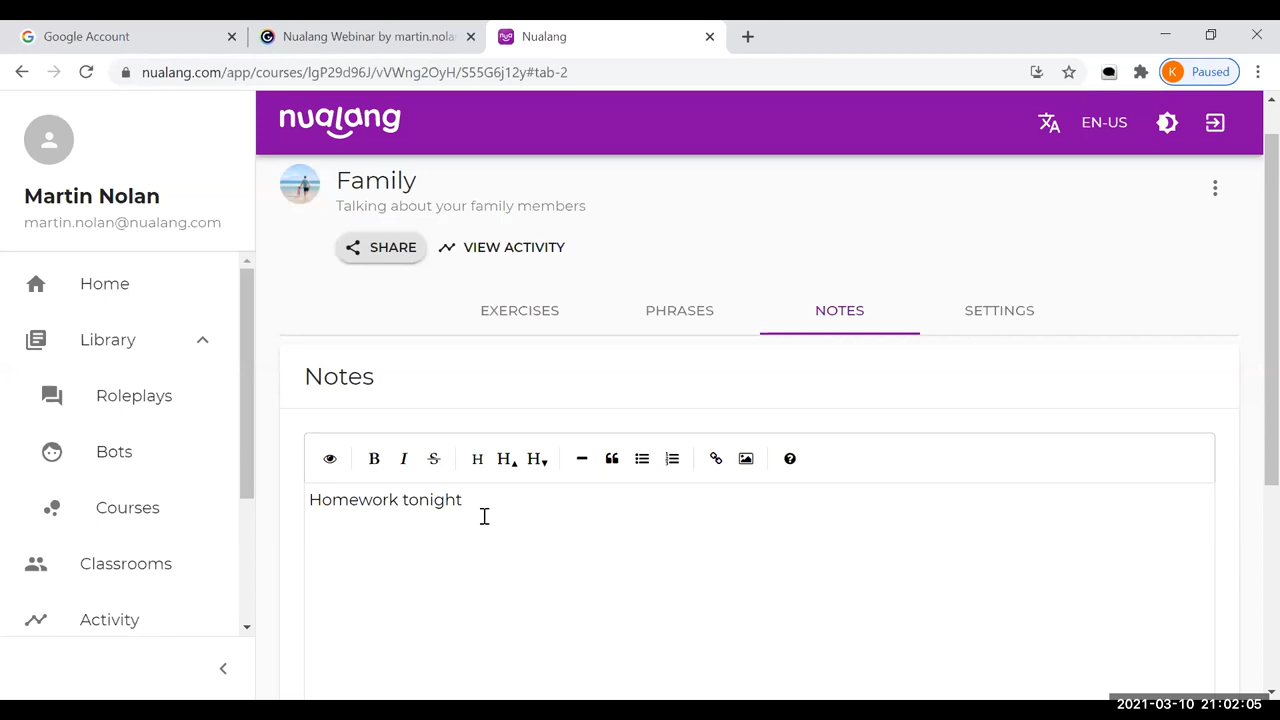 Google Account
Nualang Webinar by martin.nolan
Nualang
nualang.com/app/courses/lgP29d96J/vVWng2OyH/S55G6j12y#tab-2
K Paused
Martin Nolan
martin.nolan@nualang.com
Home
Library
Roleplays
Bots
Courses
Classrooms
Activity
nualang
EN-US
Family
Talking about your family members
SHARE
VIEW ACTIVITY
EXERCISES PHRASES NOTES SETTINGS
Notes
B I S H H H
Homework tonight
2021-03-10 21:02:05